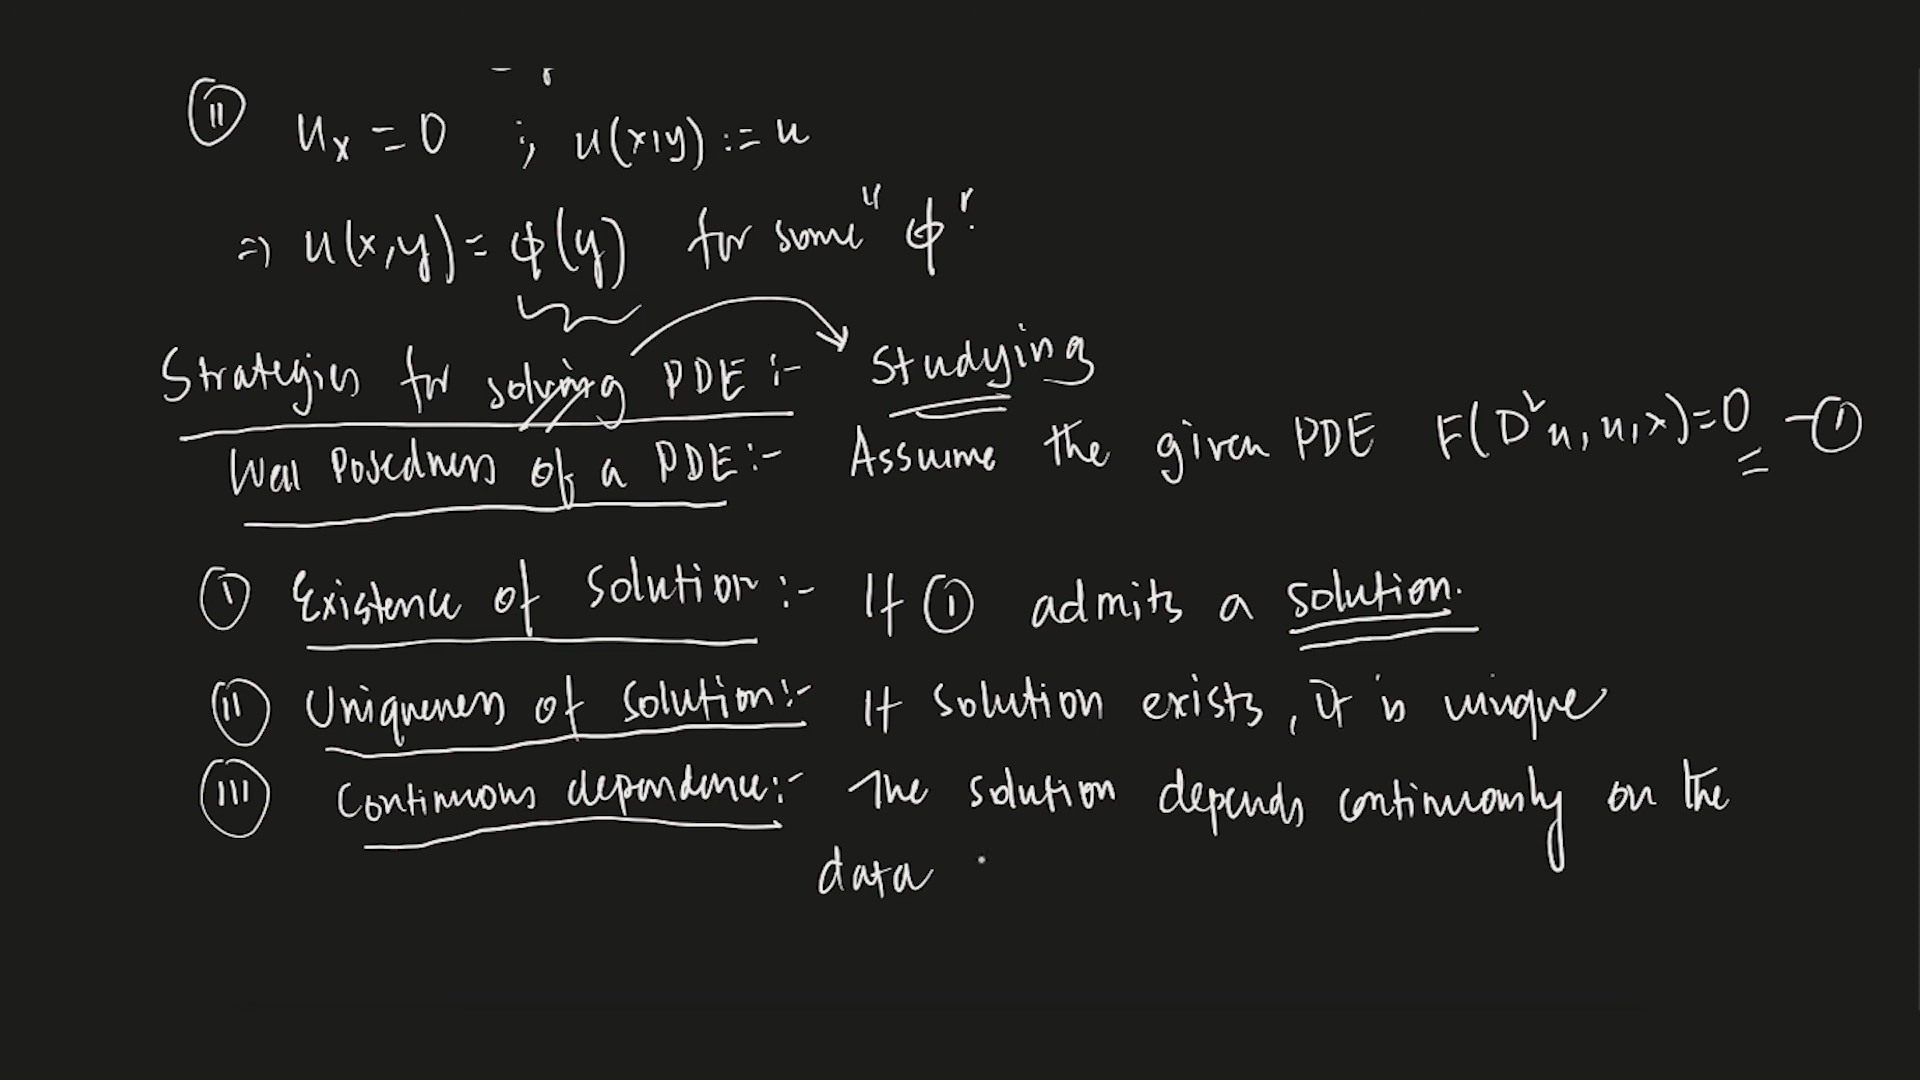 (ii) u_x = 0 ; u(x,y) := u
⇒ u(x,y) = ϕ(y) for some "ϕ".
Strategies for solving PDE :- Studying
Well Posedness of a PDE :- Assume the given PDE F(D²u, u, x) = 0 — (1)
(i) Existence of solution :- If (1) admits a solution.
(ii) Uniqueness of solution :- If solution exists, it is unique
(iii) Continuous dependence :- The solution depends continuously on the
data